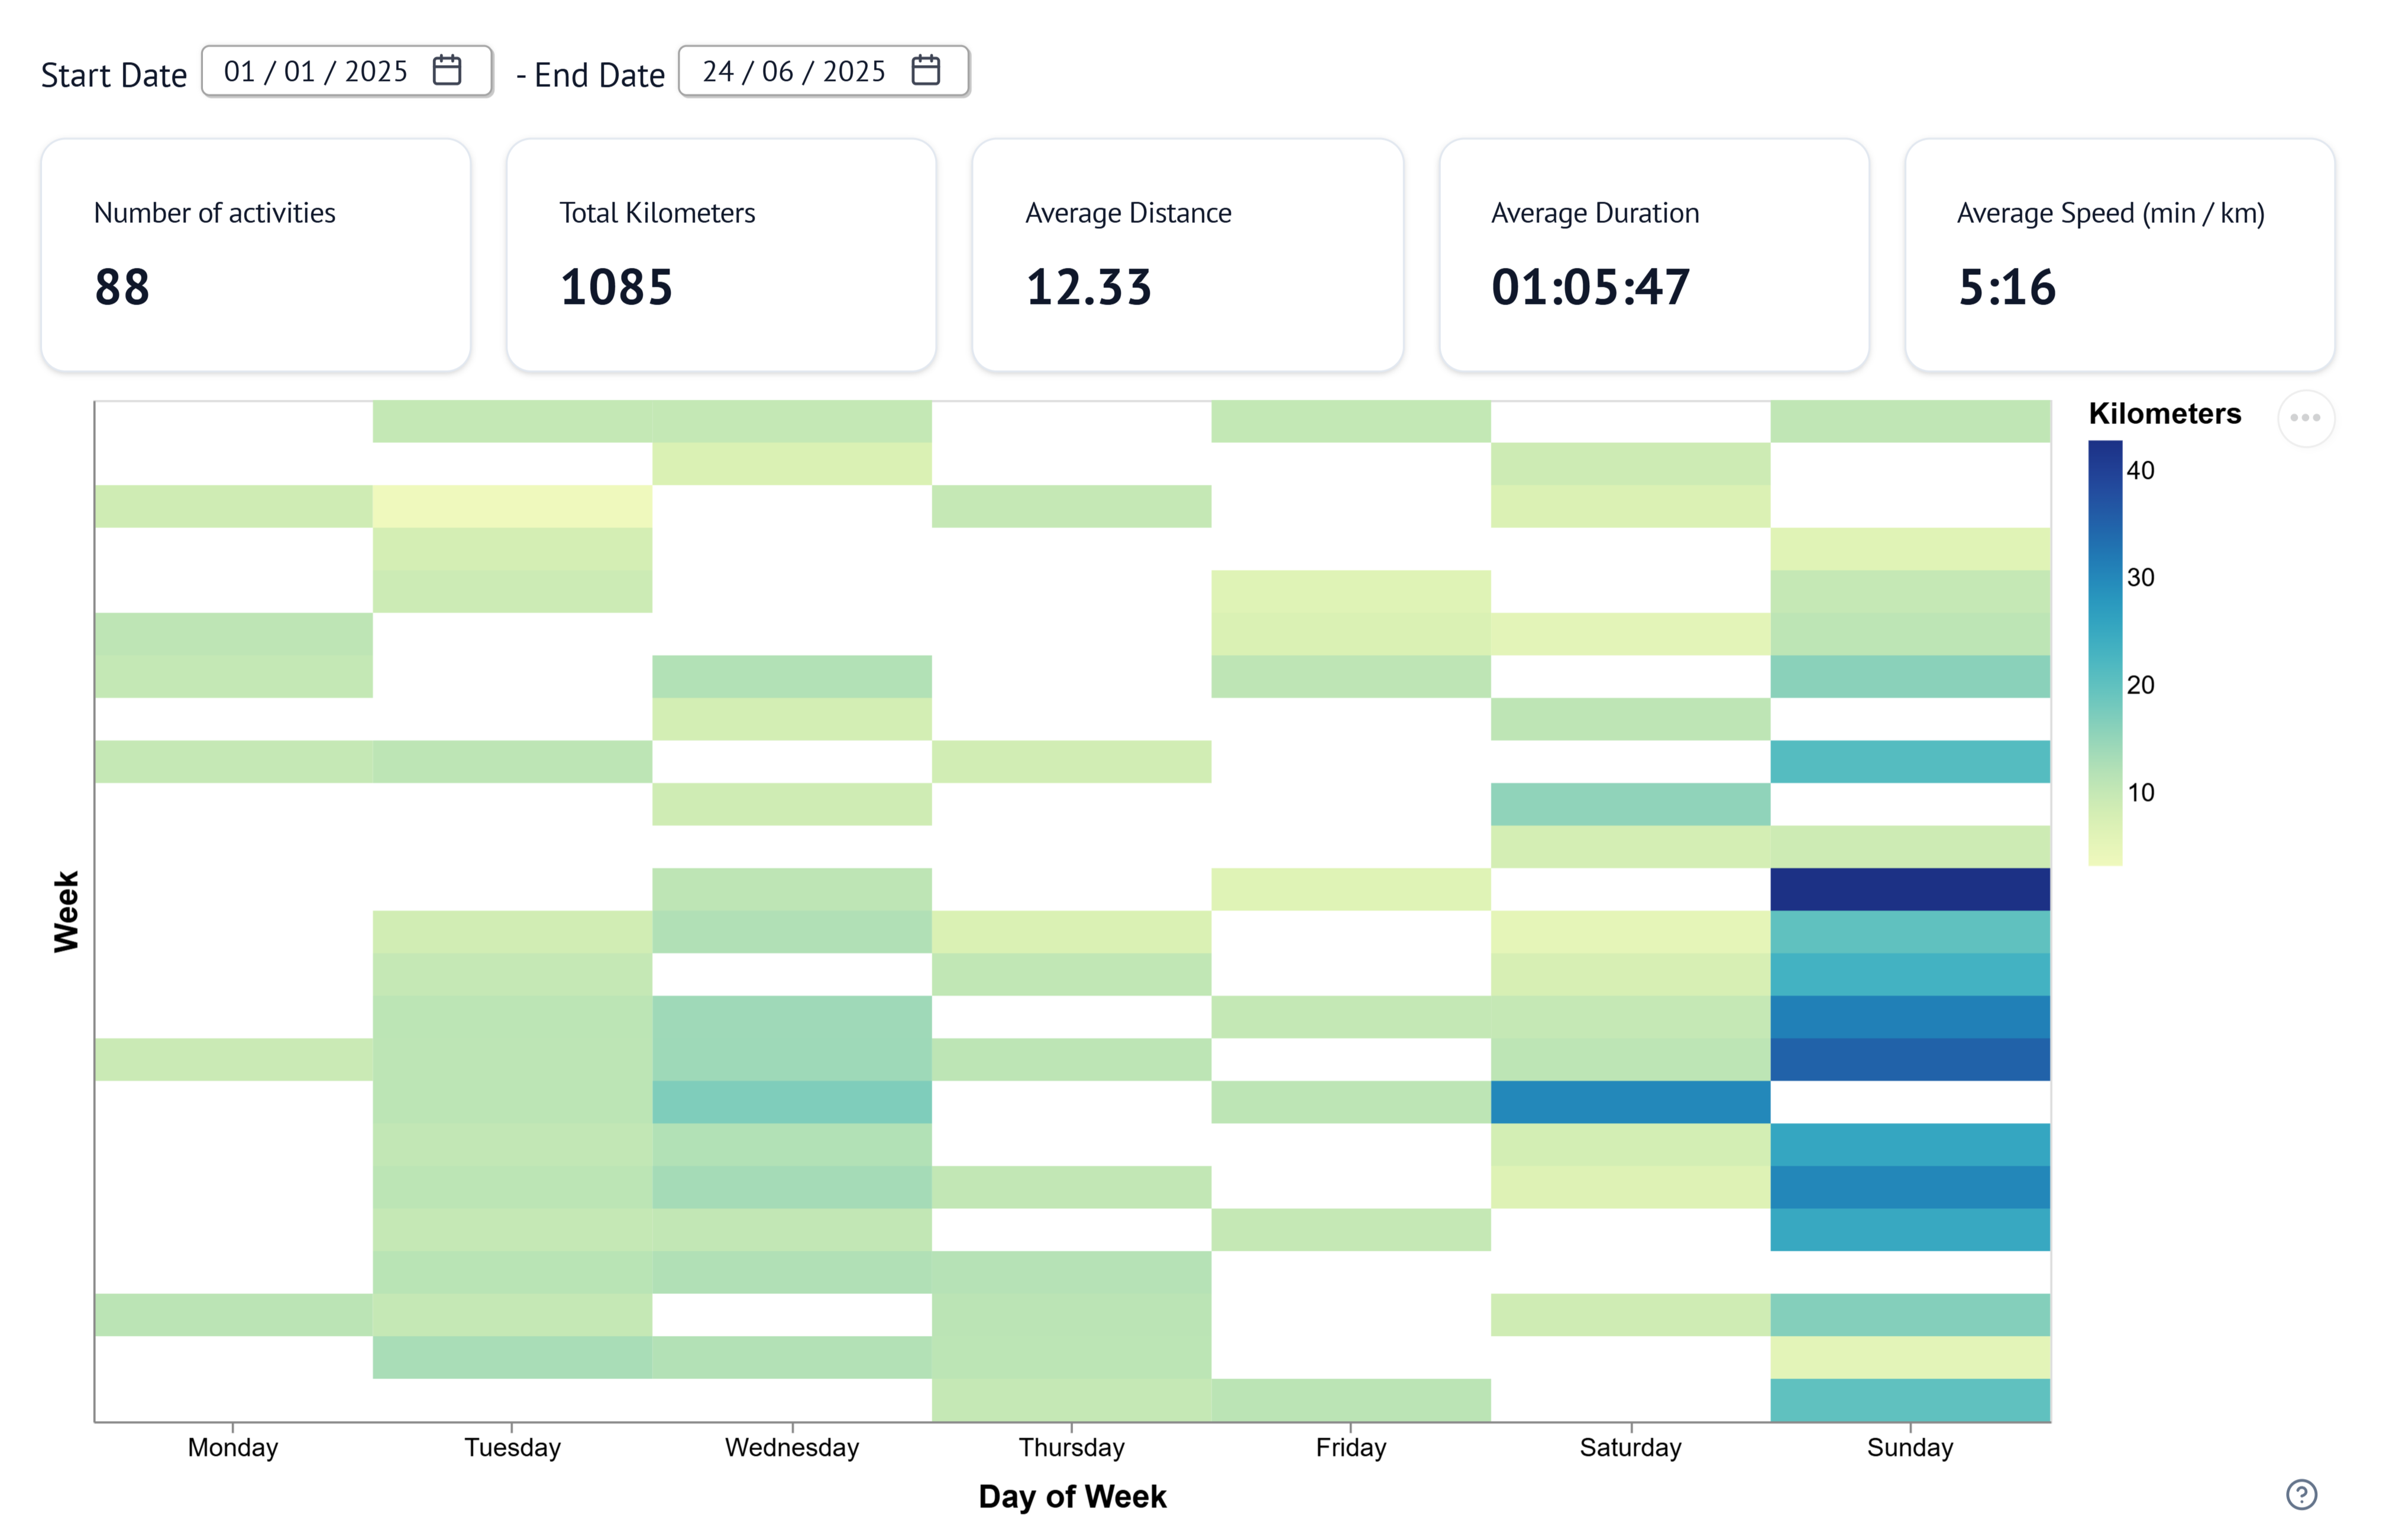 Start Date 01 / 01 / 2025 - End Date 24 / 06 / 2025
Number of activities
88
Total Kilometers
1085
Average Distance
12.33
Average Duration
01:05:47
Average Speed (min / km)
5:16
Kilometers
40
30
20
10
Week
Monday Tuesday Wednesday Thursday Friday Saturday Sunday
Day of Week